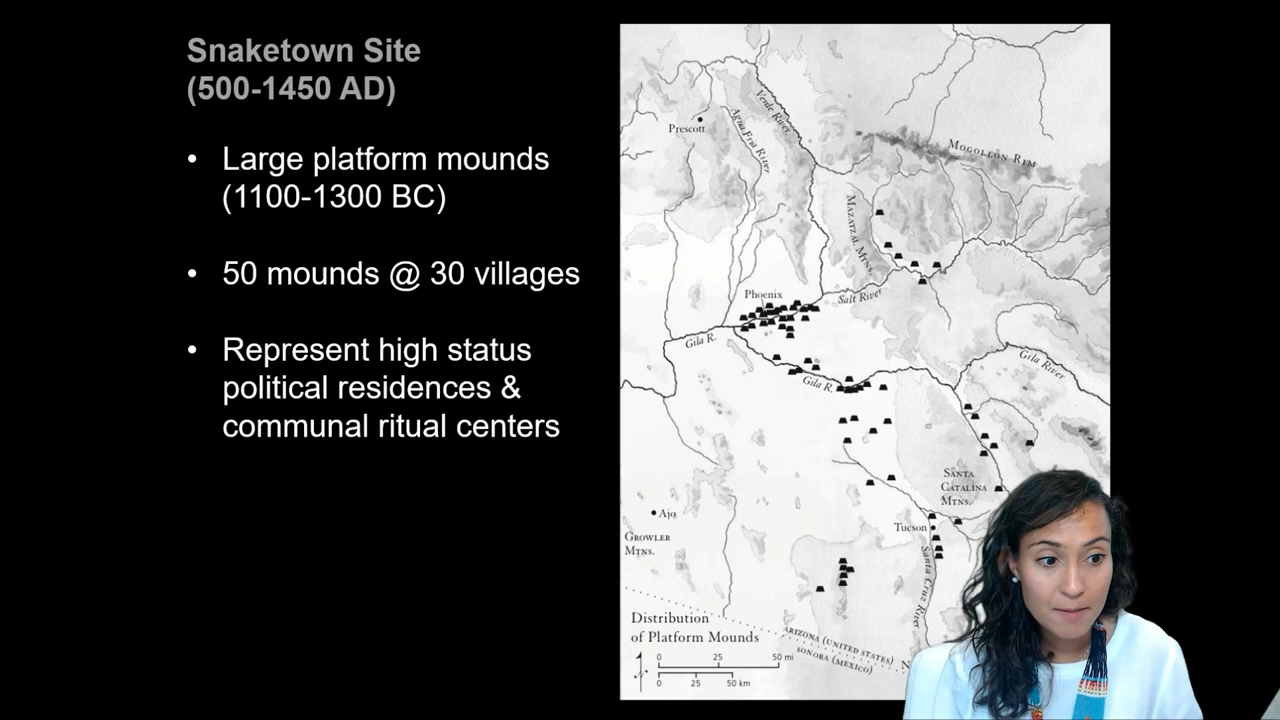 Snaketown Site
(500-1450 AD)
• Large platform mounds
(1100-1300 BC)
• 50 mounds @ 30 villages
• Represent high status
political residences &
communal ritual centers
Prescott
Verde River
Agua Fria River
Mogollon Rim
Mazatzal Mtns.
Phoenix
Salt River
Gila R.
Gila R.
Gila River
Santa
Catalina
Mtns.
Ajo
Growler
Mtns.
Tucson
Santa Cruz River
Distribution
of Platform Mounds
Arizona (United States)
Sonora (Mexico)
N
0 25 50 mi
0 25 50 km